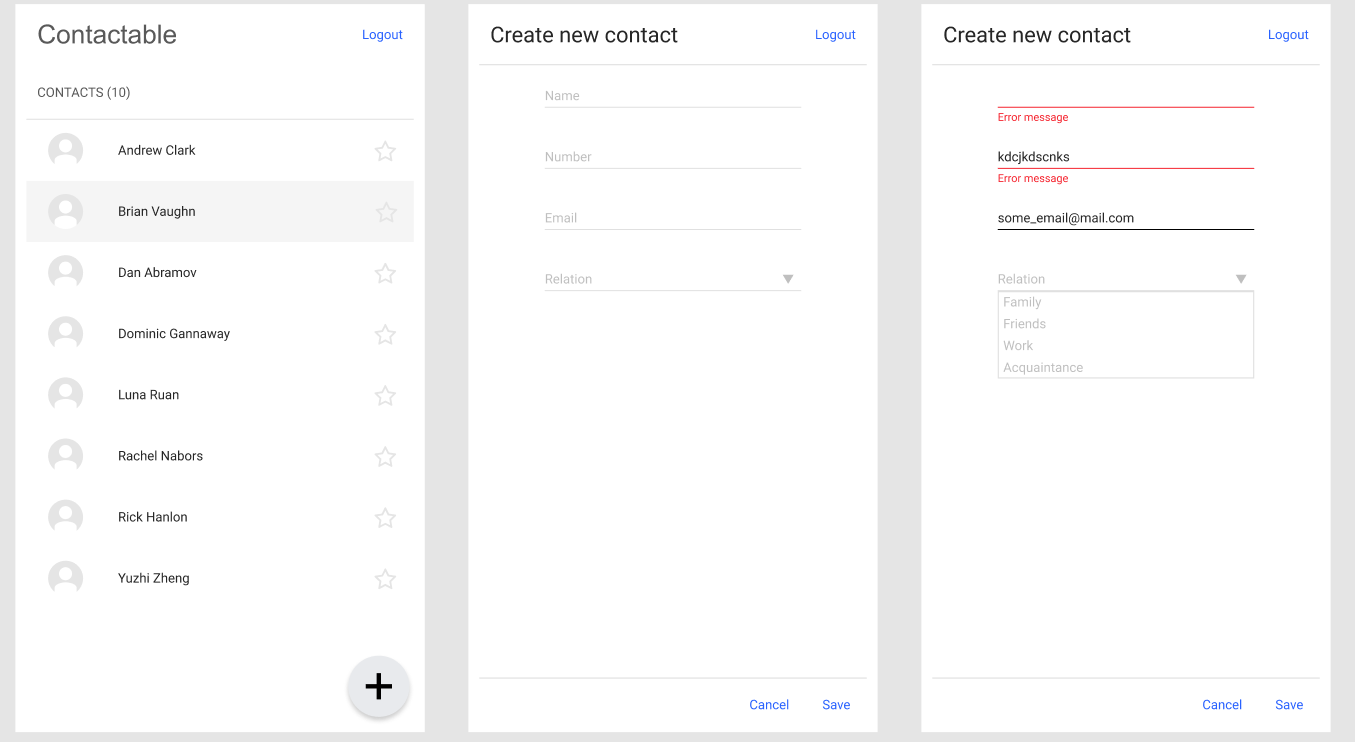 Contactable
Logout
CONTACTS (10)
Andrew Clark
Brian Vaughn
Dan Abramov
Dominic Gannaway
Luna Ruan
Rachel Nabors
Rick Hanlon
Yuzhi Zheng
Create new contact
Logout
Name
Number
Email
Relation
Cancel
Save
Create new contact
Logout
Error message
kdcjkdscnks
Error message
some_email@mail.com
Relation
Family
Friends
Work
Acquaintance
Cancel
Save